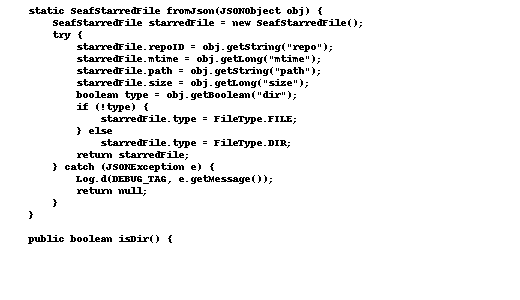 static SeafStarredFile fromJson(JSONObject obj) {
    SeafStarredFile starredFile = new SeafStarredFile();
    try {
        starredFile.repoID = obj.getString("repo");
        starredFile.mtime = obj.getLong("mtime");
        starredFile.path = obj.getString("path");
        starredFile.size = obj.getLong("size");
        boolean type = obj.getBoolean("dir");
        if (!type) {
            starredFile.type = FileType.FILE;
        } else
            starredFile.type = FileType.DIR;
        return starredFile;
    } catch (JSONException e) {
        Log.d(DEBUG_TAG, e.getMessage());
        return null;
    }
}

public boolean isDir() {